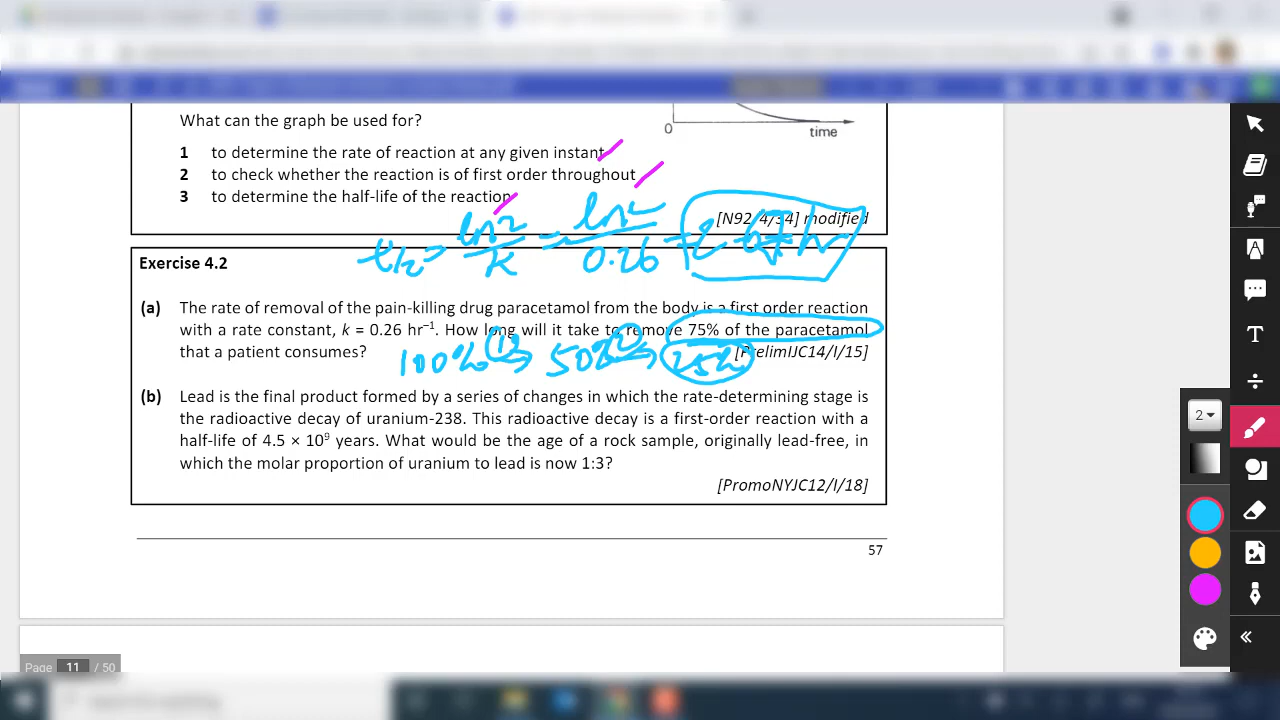 What can the graph be used for?
0
time
1 to determine the rate of reaction at any given instant
2 to check whether the reaction is of first order throughout
3 to determine the half-life of the reaction
[N92/4/34] modified
t1/2 = ln2/k = ln2/0.26 = 2.67 hr
Exercise 4.2
(a) The rate of removal of the pain-killing drug paracetamol from the body is a first order reaction
with a rate constant, k = 0.26 hr⁻¹. How long will it take to remove 75% of the paracetamol
that a patient consumes?
[PrelimIJC14/I/15]
100% 1 50% 2 25%
(b) Lead is the final product formed by a series of changes in which the rate-determining stage is
the radioactive decay of uranium-238. This radioactive decay is a first-order reaction with a
half-life of 4.5 × 10⁹ years. What would be the age of a rock sample, originally lead-free, in
which the molar proportion of uranium to lead is now 1:3?
[PromoNYJC12/I/18]
57
2
Page 11 / 50